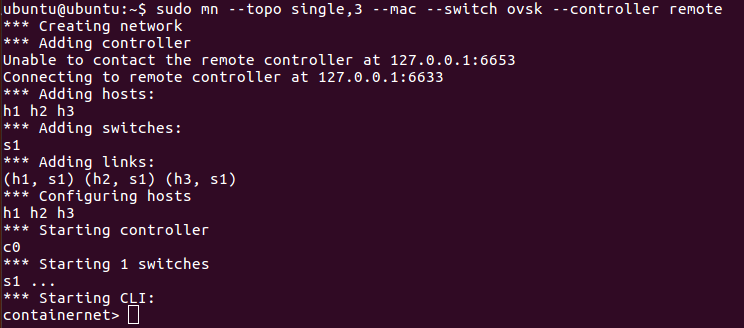 ubuntu@ubuntu:~$ sudo mn --topo single,3 --mac --switch ovsk --controller remote
*** Creating network
*** Adding controller
Unable to contact the remote controller at 127.0.0.1:6653
Connecting to remote controller at 127.0.0.1:6633
*** Adding hosts:
h1 h2 h3
*** Adding switches:
s1
*** Adding links:
(h1, s1) (h2, s1) (h3, s1)
*** Configuring hosts
h1 h2 h3
*** Starting controller
c0
*** Starting 1 switches
s1 ...
*** Starting CLI:
containernet>